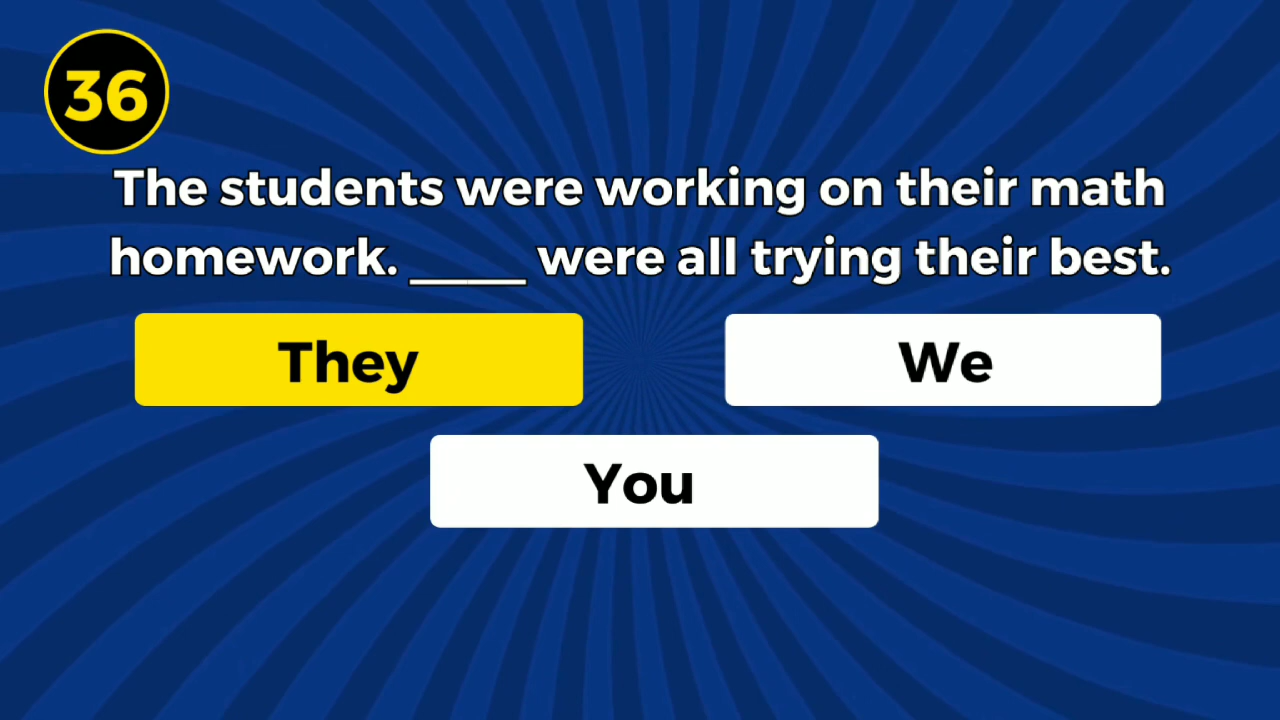 36
The students were working on their math
homework. _____ were all trying their best.
They
We
You